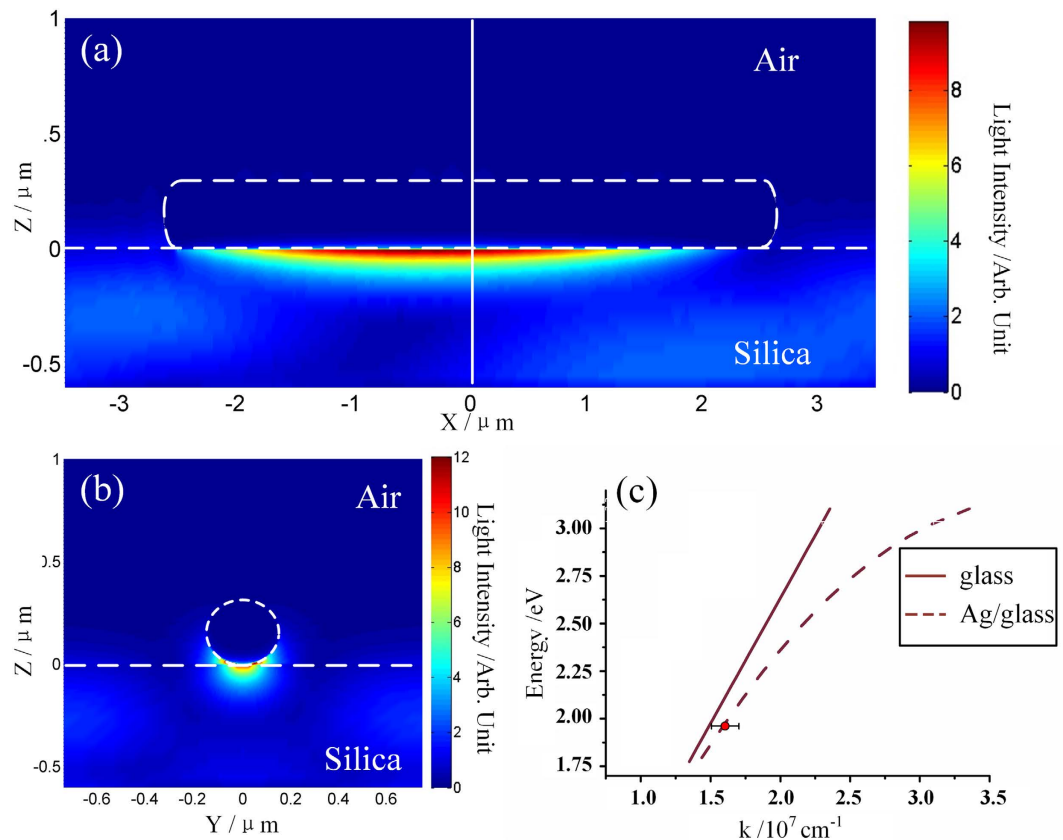 (a)
Air
Silica
1
.5
0
-0.5
Z / μ m
-3
-2
-1
0
1
2
3
X / μ m
8
6
4
2
0
Light Intensity /Arb. Unit
(b)
Air
Silica
1
0.5
0
-0.5
Z / μ m
-0.6
-0.4
-0.2
0
0.2
0.4
0.6
Y / μ m
12
10
8
6
4
2
0
Light Intensity /Arb. Unit
(c)
3.00
2.75
2.50
2.25
2.00
1.75
Energy /eV
1.0
1.5
2.0
2.5
3.0
3.5
k /10⁷ cm⁻¹
glass
Ag/glass